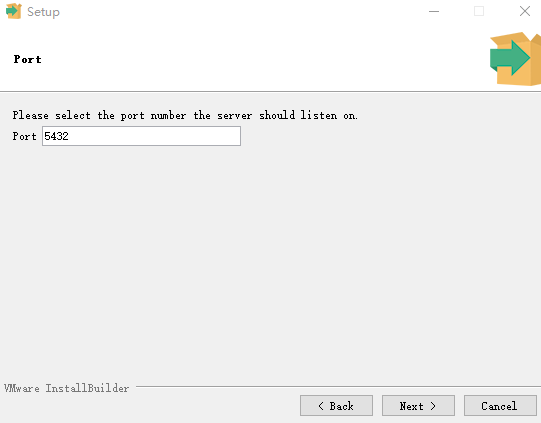 Setup
Port
Please select the port number the server should listen on.
Port 5432
VMware InstallBuilder
< Back Next > Cancel